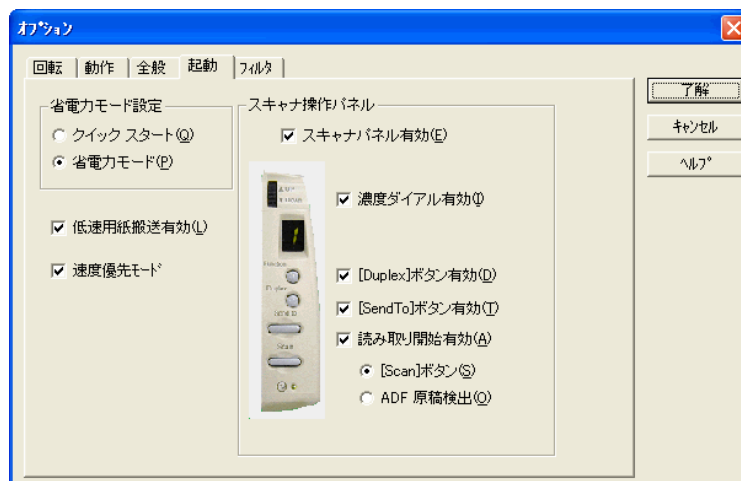 オプション
回転
動作
全般
起動
フィルタ
了解
キャンセル
ヘルプ
省電力モード設定
クイック スタート(Q)
省電力モード(P)
低速用紙搬送有効(L)
速度優先モード
スキャナ操作パネル
スキャナパネル有効(E)
濃度ダイアル有効(I)
[Duplex]ボタン有効(D)
[SendTo]ボタン有効(T)
読み取り開始有効(A)
[Scan]ボタン(S)
ADF 原稿検出(O)
Function
Duplex
Send to
Scan